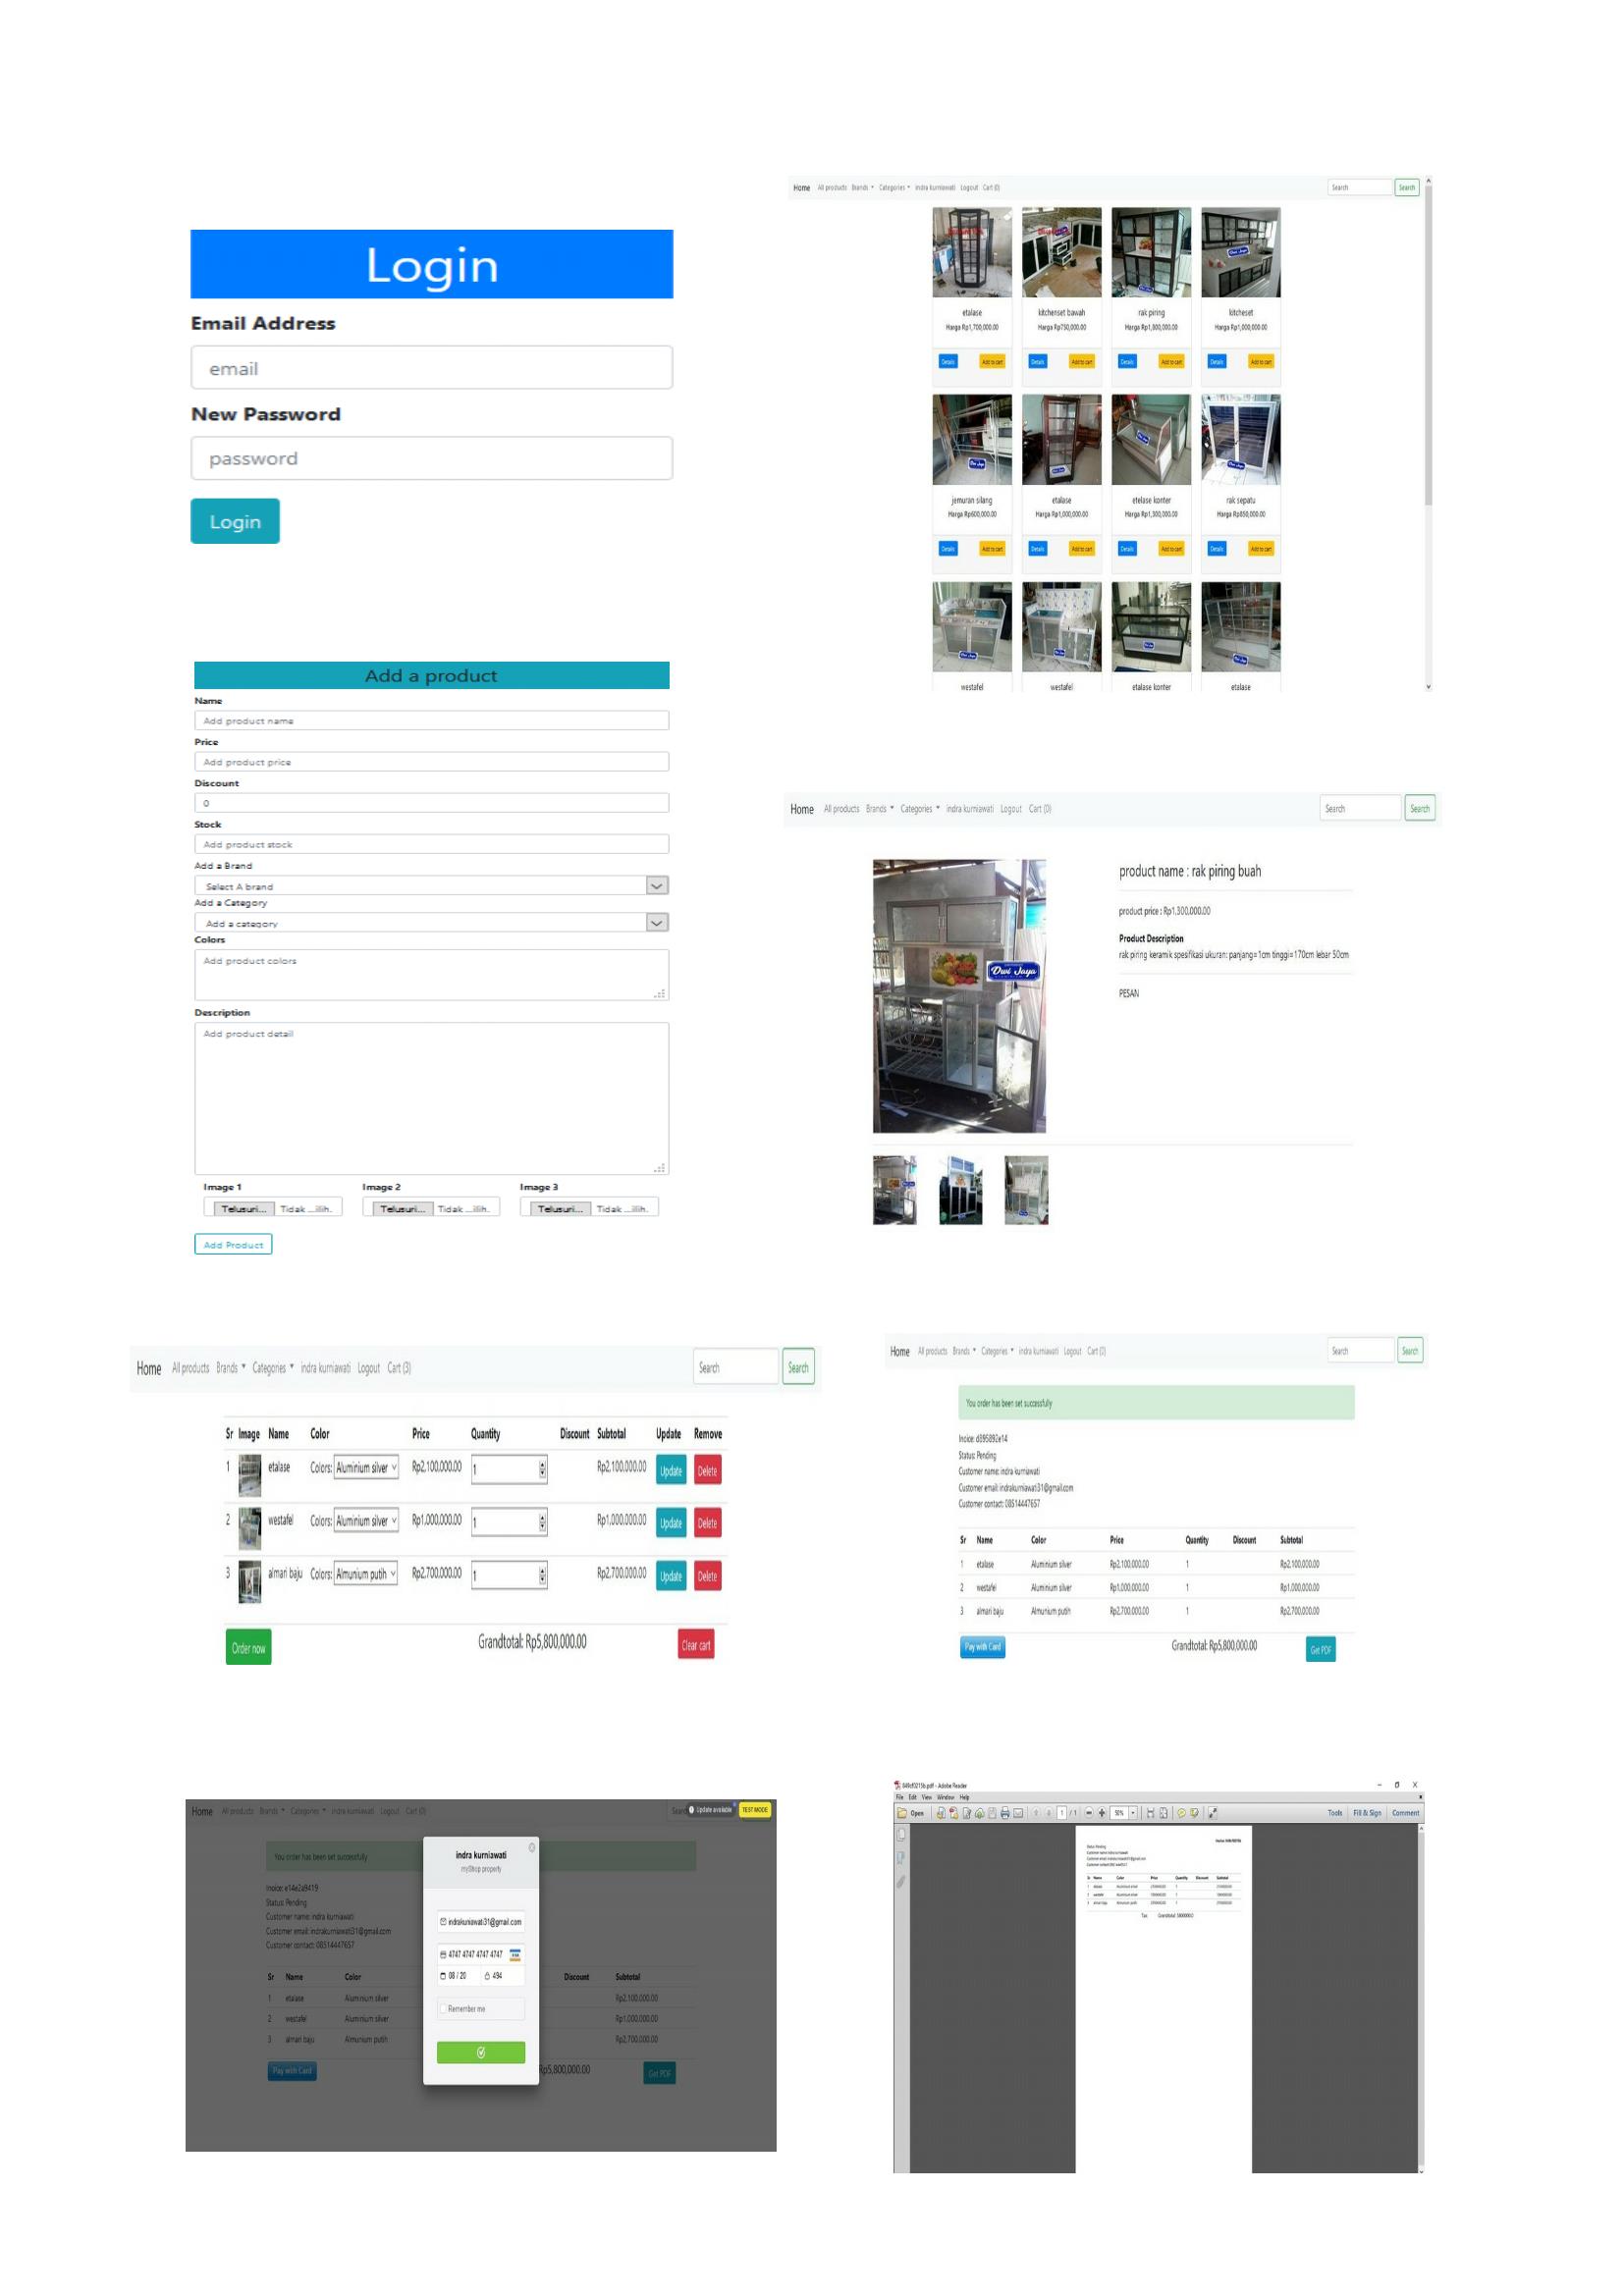 Login
Email Address
email
New Password
password
Login
Home All products Brands Categories indra kurniawati Logout Cart (0) Search Search
etalase kitchenset bawah rak piring kitcheset
Harga Rp1,700,000.00 Harga Rp750,000.00 Harga Rp1,800,000.00 Harga Rp1,000,000.00
Details Add to cart Details Add to cart Details Add to cart Details Add to cart
jemuran silang etalase etelase konter rak sepatu
Harga Rp600,000.00 Harga Rp1,000,000.00 Harga Rp1,300,000.00 Harga Rp850,000.00
Details Add to cart Details Add to cart Details Add to cart Details Add to cart
westafel westafel etalase konter etalase
Add a product
Name
Add product name
Price
Add product price
Discount
0
Stock
Add product stock
Add a Brand
Select A brand
Add a Category
Add a category
Colors
Add product colors
Description
Add product detail
Image 1 Image 2 Image 3
Telusuri... Tidak ...ilih. Telusuri... Tidak ...ilih. Telusuri... Tidak ...ilih.
Add Product
Home All products Brands Categories indra kurniawati Logout Cart (0) Search Search
Dwi Jaya
product name : rak piring buah
product price : Rp1,300,000.00
Product Description
rak piring keramik spesifikasi ukuran: panjang=1cm tinggi=170cm lebar 50cm
PESAN
Home All products Brands Categories indra kurniawati Logout Cart (3) Search Search
Sr Image Name Color Price Quantity Discount Subtotal Update Remove
1 etalase Colors: Aluminium silver Rp2,100,000.00 1 Rp2,100,000.00 Update Delete
2 westafel Colors: Aluminium silver Rp1,000,000.00 1 Rp1,000,000.00 Update Delete
3 almari baju Colors: Almunium putih Rp2,700,000.00 1 Rp2,700,000.00 Update Delete
Order now Grandtotal: Rp5,800,000.00 Clear cart
Home All products Brands Categories indra kurniawati Logout Cart (0) Search Search
You order has been set successfully
Incice: d395892e14
Status: Pending
Customer name: indra kurniawati
Customer email: indrakurniawati31@gmail.com
Customer contact: 08514447657
Sr Name Color Price Quantity Discount Subtotal
1 etalase Aluminium silver Rp2,100,000.00 1 Rp2,100,000.00
2 westafel Aluminium silver Rp1,000,000.00 1 Rp1,000,000.00
3 almari baju Almunium putih Rp2,700,000.00 1 Rp2,700,000.00
Pay with Card Grandtotal: Rp5,800,000.00 Get PDF
Home All products Brands Categories indra kurniawati Logout Cart (0) Update available TEST MODE
You order has been set successfully
Status: Pending
Customer name: indra kurniawati
Customer email: indrakurniawati31@gmail.com
Customer contact: 08514447657
Sr Name Color Discount Subtotal
1 etalase Aluminium silver Rp2,100,000.00
2 westafel Aluminium silver Rp1,000,000.00
3 almari baju Almunium putih Rp2,700,000.00
Pay with Card Rp5,800,000.00 Get PDF
indra kurniawati
myShop property
indrakurniawati31@gmail.com
4747 4747 4747 4747
08 / 20 494
Remember me
File Edit View Window Help
Open 1 / 1 50% Tools Fill & Sign Comment
Sr Name Color Price Quantity Discount Subtotal